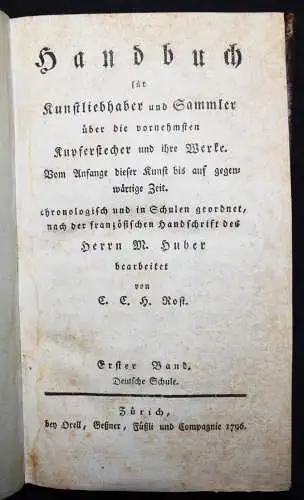 Handbuch
für
Kunstliebhaber und Sammler
über die vornehmsten
Kupferstecher und ihre Werke.
Vom Anfange dieser Kunst bis auf gegen-
wärtige Zeit.
chronologisch und in Schulen geordnet,
nach der französischen Handschrift des
Herrn M. Huber
bearbeitet
von
C. C. H. Rost.
Erster Band.
Deutsche Schule.
Zürich,
bey Orell, Geßner, Füßli und Compagnie 1796.